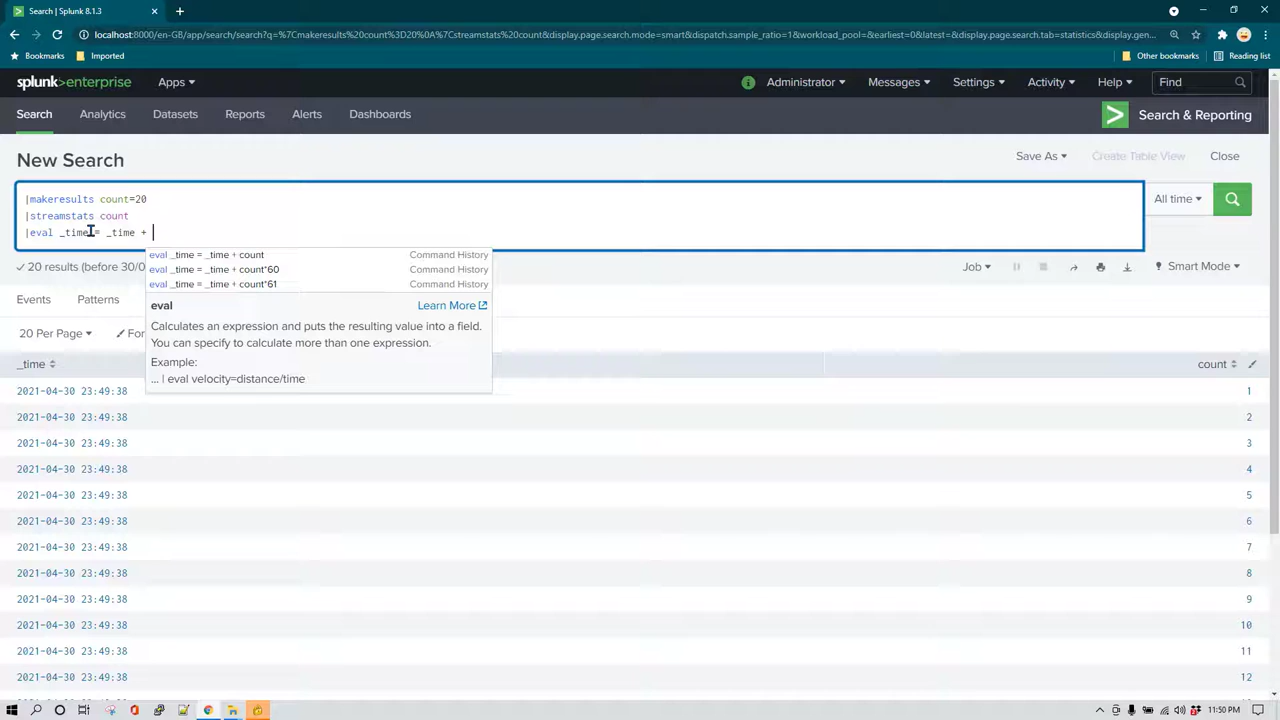 Search | Splunk 8.1.3
localhost:8000/en-GB/app/search/search?q=%7Cmakeresults%20count%3D20%20%0A%7Cstreamstats%20count&display.page.search.mode=smart&dispatch.sample_ratio=1&workload_pool=&earliest=0&latest=&display.page.search.tab=statistics&display.gen...
Bookmarks
Imported
Other bookmarks
Reading list
splunk>enterprise
Apps
Administrator
Messages
Settings
Activity
Help
Find
Search
Analytics
Datasets
Reports
Alerts
Dashboards
Search & Reporting
New Search
Save As
Create Table View
Close
|makeresults count=20
|streamstats count
|eval _time = _time +
All time
eval _time = _time + count Command History
eval _time = _time + count*60 Command History
eval _time = _time + count*61 Command History
eval Learn More
Calculates an expression and puts the resulting value into a field.
You can specify to calculate more than one expression.
Example:
... | eval velocity=distance/time
20 results (before 30/0
Job
Smart Mode
Events
Patterns
20 Per Page
For
_time count
2021-04-30 23:49:38 1
2021-04-30 23:49:38 2
2021-04-30 23:49:38 3
2021-04-30 23:49:38 4
2021-04-30 23:49:38 5
2021-04-30 23:49:38 6
2021-04-30 23:49:38 7
2021-04-30 23:49:38 8
2021-04-30 23:49:38 9
2021-04-30 23:49:38 10
2021-04-30 23:49:38 11
2021-04-30 23:49:38 12
11:50 PM